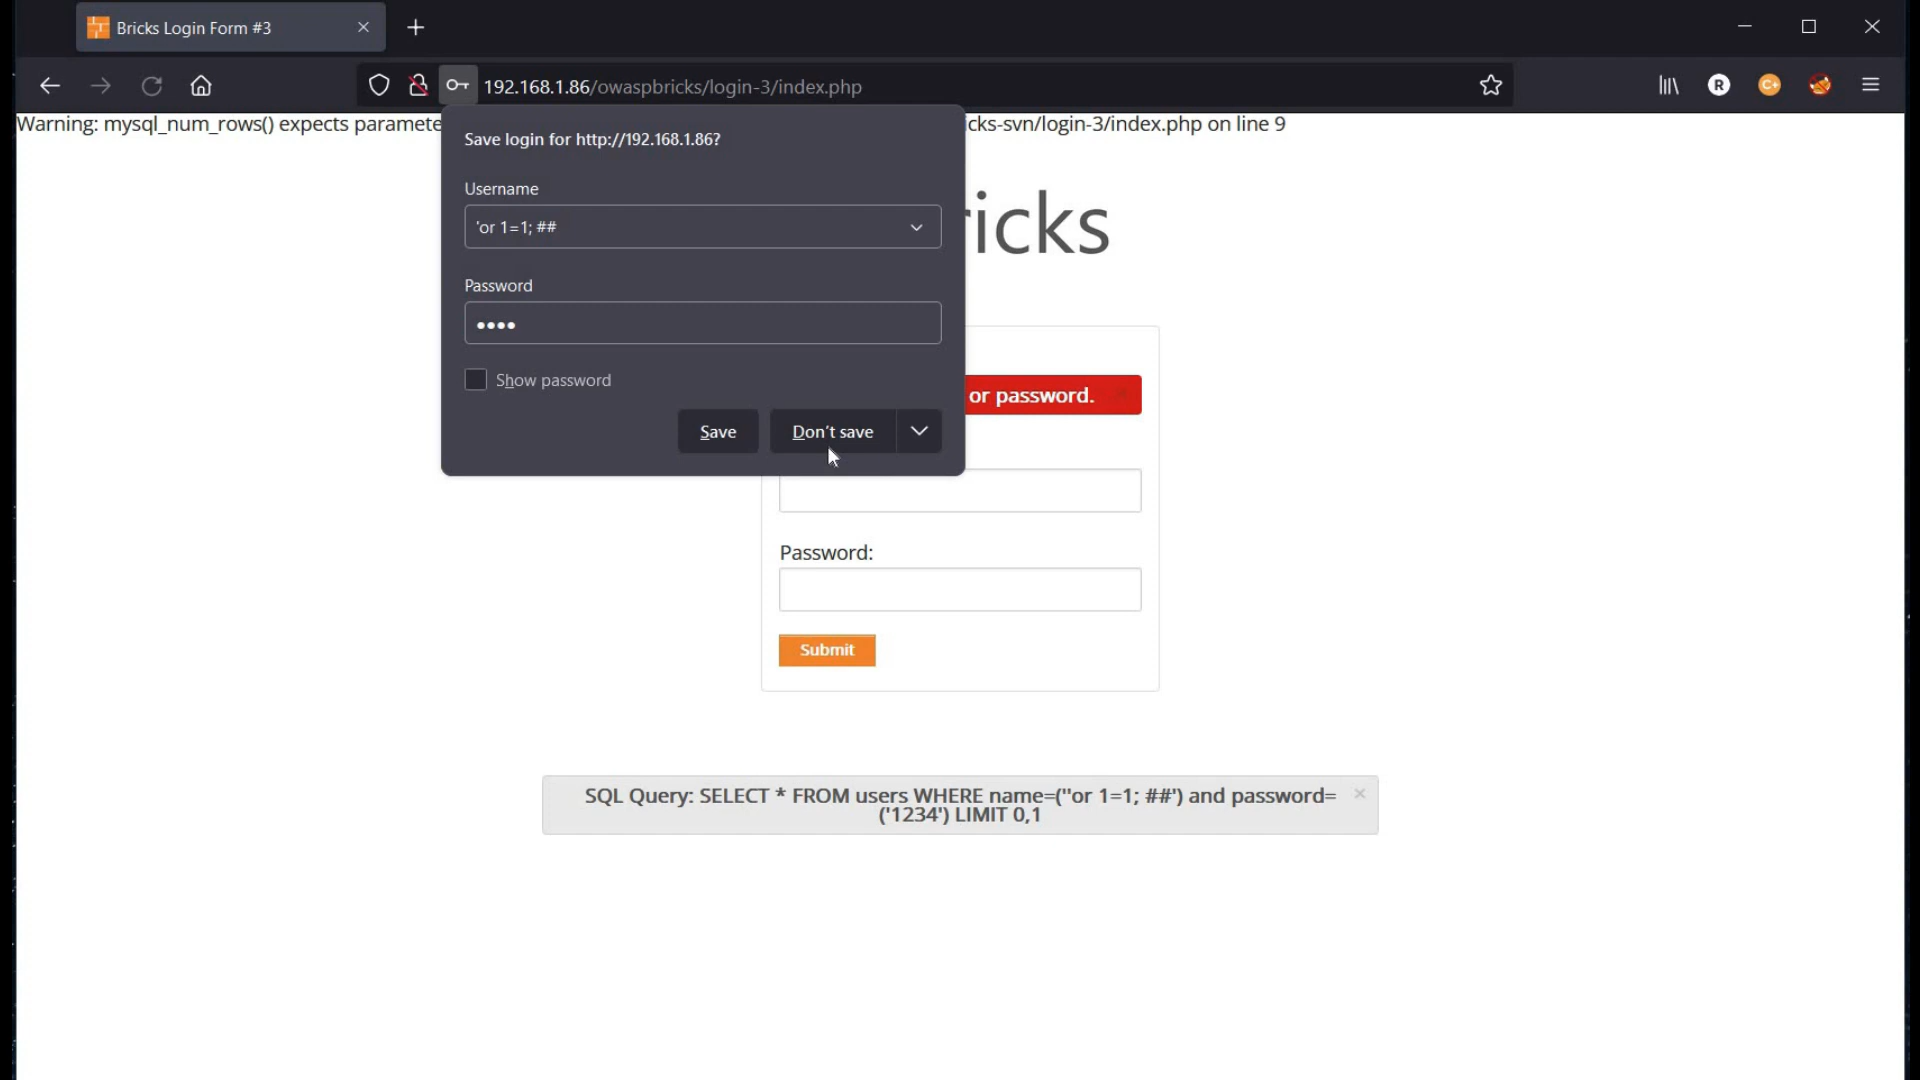 Bricks Login Form #3
192.168.1.86/owaspbricks/login-3/index.php
R
C+
Warning: mysql_num_rows() expects paramete
cks-svn/login-3/index.php on line 9
Save login for http://192.168.1.86?
Username
'or 1=1; ##
Password
Show password
Save
Don't save
ricks
or password.
Password:
Submit
SQL Query: SELECT * FROM users WHERE name=(''or 1=1; ##') and password=
('1234') LIMIT 0,1